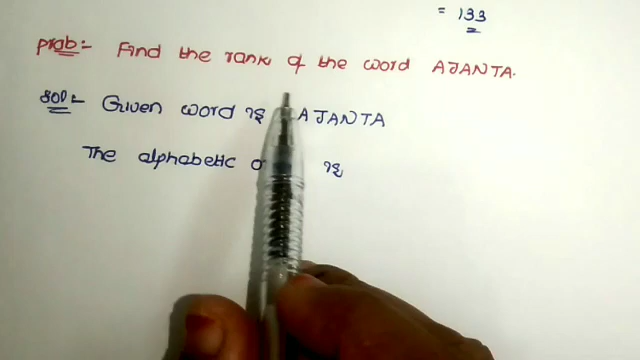 = 133
prob:- Find the rank of the word AJANTA.
Sol:- Given word is AJANTA
The alphabetic is